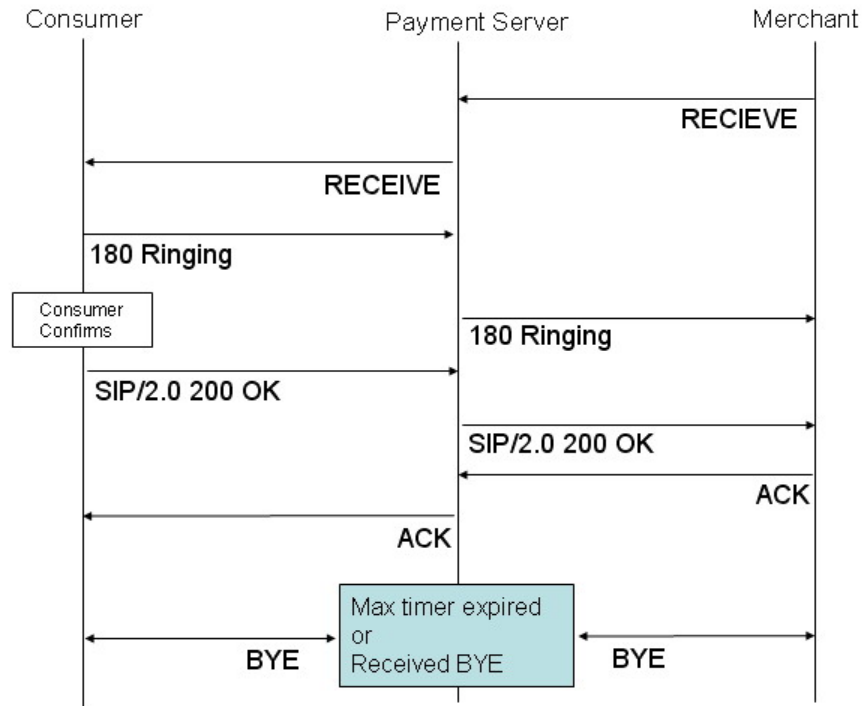 Consumer
Payment Server
Merchant
RECIEVE
RECEIVE
180 Ringing
Consumer
Confirms
180 Ringing
SIP/2.0 200 OK
SIP/2.0 200 OK
ACK
ACK
Max timer expired
or
Received BYE
BYE
BYE